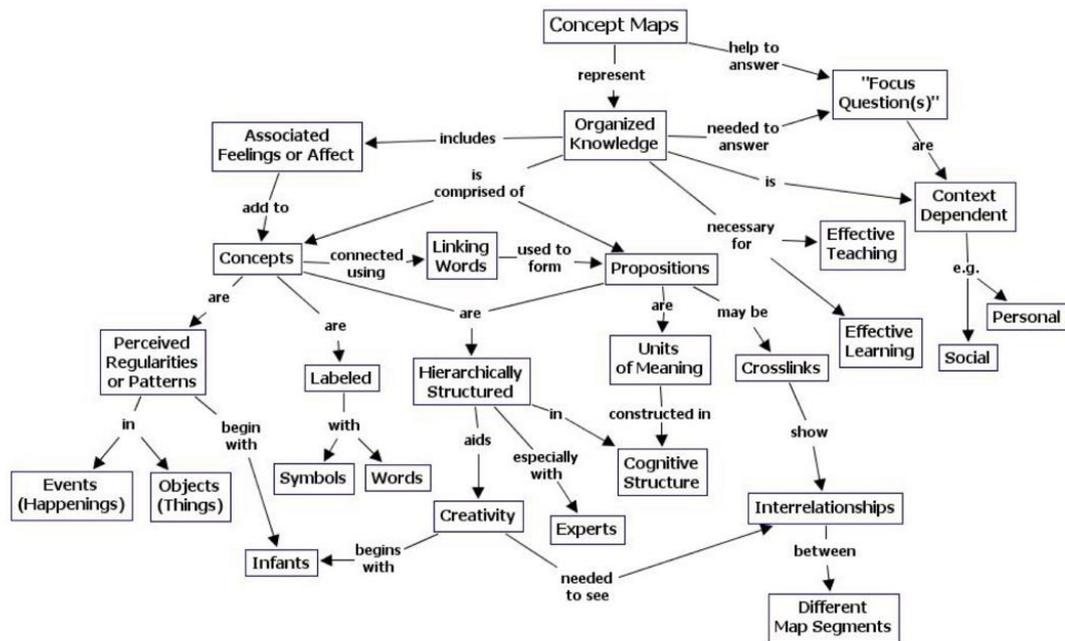 Concept Maps
help to
answer
represent
"Focus
Question(s)"
Associated
Feelings or Affect
includes
Organized
Knowledge
needed to
answer
are
is
comprised of
is
Context
Dependent
add to
necessary
for
Effective
Teaching
Concepts
connected
using
Linking
Words
used to
form
Propositions
e.g.
are
are
are
are
may be
Personal
Perceived
Regularities
or Patterns
Labeled
Hierarchically
Structured
Units
of Meaning
Crosslinks
Effective
Learning
Social
in
begin
with
with
aids
in
constructed in
show
especially
with
Events
(Happenings)
Objects
(Things)
Symbols
Words
Cognitive
Structure
Creativity
Experts
Interrelationships
Infants
begins
with
needed
to see
between
Different
Map Segments